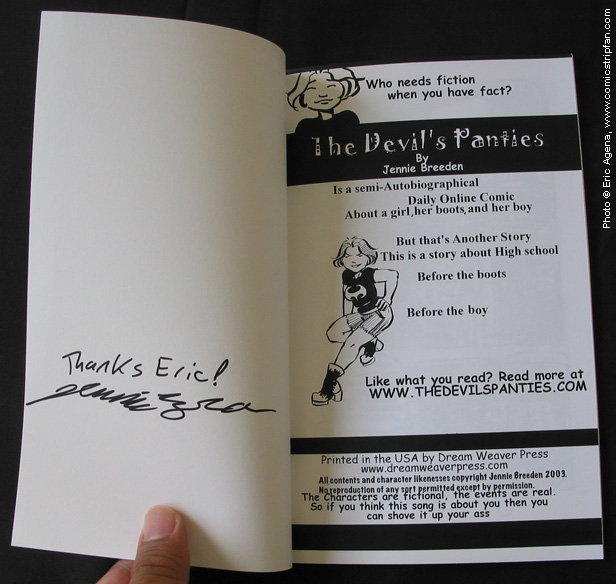 Thanks Eric!
Who needs fiction
when you have fact?
The Devil's Panties
By
Jennie Breeden
Is a semi-Autobiographical
Daily Online Comic
About a girl,her boots,and her boy
But that's Another Story
This is a story about High school
Before the boots
Before the boy
Like what you read? Read more at
WWW.THEDEVILSPANTIES.COM
Printed in the USA by Dream Weaver Press
www.dreamweaverpress.com
All contents and character likenesses copyright Jennie Breeden 2003.
No reproduction of any sort permitted except by permission.
The Characters are fictional, the events are real.
So if you think this song is about you then you
can shove it up your ass
Photo © Eric Agena, www.comicstripfan.com